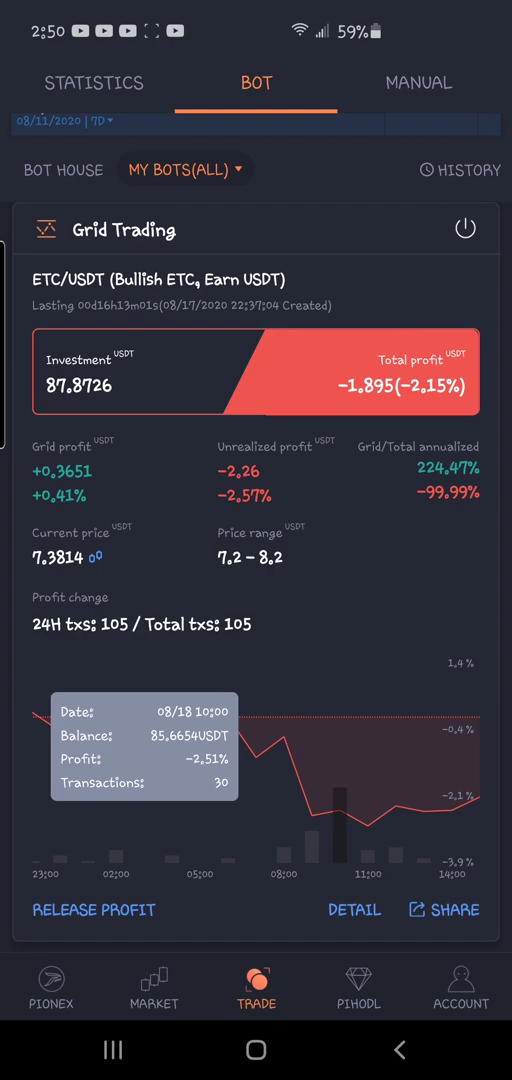 2:50 59%
STATISTICS BOT MANUAL
08/11/2020 | 7D
BOT HOUSE MY BOTS(ALL) HISTORY
Grid Trading
ETC/USDT (Bullish ETC, Earn USDT)
Lasting 00d16h13m01s(08/17/2020 22:37:04 Created)
Investment USDT Total profit USDT
87.8726 -1.895(-2.15%)
Grid profit USDT Unrealized profit USDT Grid/Total annualized
+0.3651 -2.26 224.47%
+0.41% -2.57% -99.99%
Current price USDT Price range USDT
7.3814 7.2 - 8.2
Profit change
24H txs: 105 / Total txs: 105
1.4 %
Date: 08/18 10:00
-0.4 %
Balance: 85.6654USDT
Profit: -2.51%
Transactions: 30
-2.1 %
-3.9 %
23:00 02:00 05:00 08:00 11:00 14:00
RELEASE PROFIT DETAIL SHARE
PIONEX MARKET TRADE PIHODL ACCOUNT